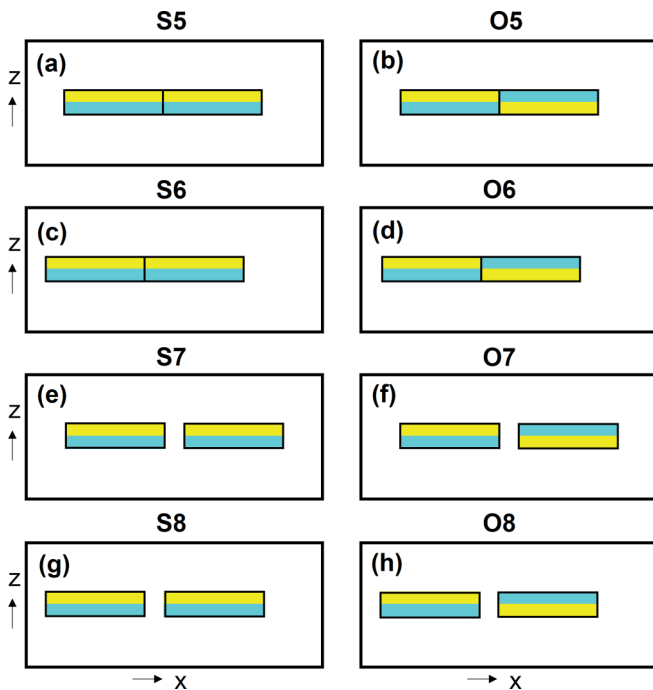 S5 O5
z (a) (b)
S6 O6
z (c) (d)
S7 O7
z (e) (f)
S8 O8
z (g) (h)
x x